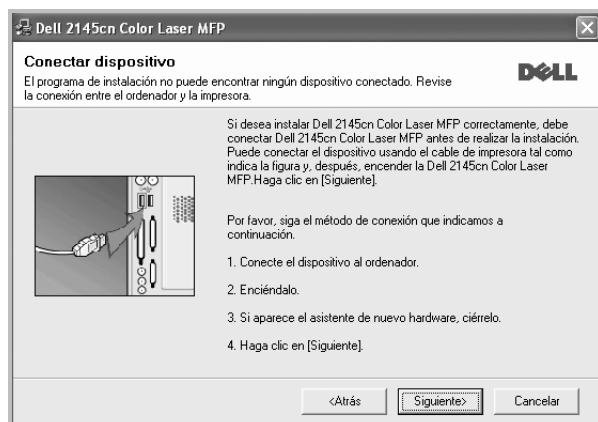 Dell 2145cn Color Laser MFP
Conectar dispositivo
El programa de instalación no puede encontrar ningún dispositivo conectado. Revise
la conexión entre el ordenador y la impresora.
DELL
Si desea instalar Dell 2145cn Color Laser MFP correctamente, debe
conectar Dell 2145cn Color Laser MFP antes de realizar la instalación.
Puede conectar el dispositivo usando el cable de impresora tal como
indica la figura y, después, encender la Dell 2145cn Color Laser
MFP.Haga clic en [Siguiente].
Por favor, siga el método de conexión que indicamos a
continuación.
1. Conecte el dispositivo al ordenador.
2. Enciéndalo.
3. Si aparece el asistente de nuevo hardware, ciérrelo.
4. Haga clic en [Siguiente].
<Atrás
Siguiente>
Cancelar